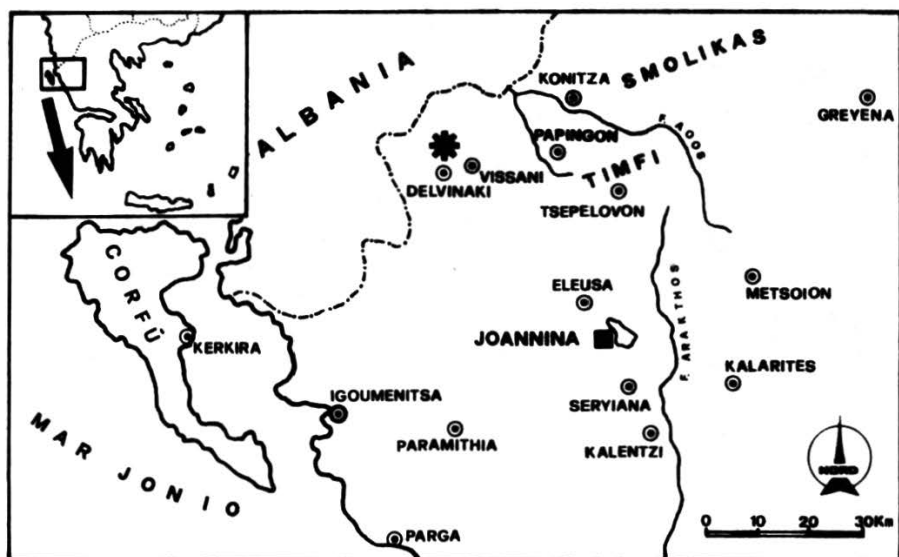 ALBANIA
SMOLIKAS
KONITZA
GREVENA
F. AOOS
PAPINGON
TIMFI
VISSANI
DELVINAKI
TSEPELOVON
CORFÙ
ELEUSA
METSOION
F. ARAKTHOS
KERKIRA
JOANNINA
KALARITES
IGOUMENITSA
SERYIANA
PARAMITHIA
KALENTZI
MAR JONIO
NORD
PARGA
0 10 20 30Km